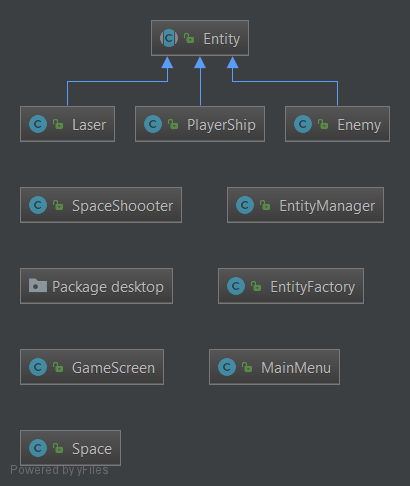 Entity
Laser
PlayerShip
Enemy
SpaceShoooter
EntityManager
Package desktop
EntityFactory
GameScreen
MainMenu
Space
Powered by yFiles